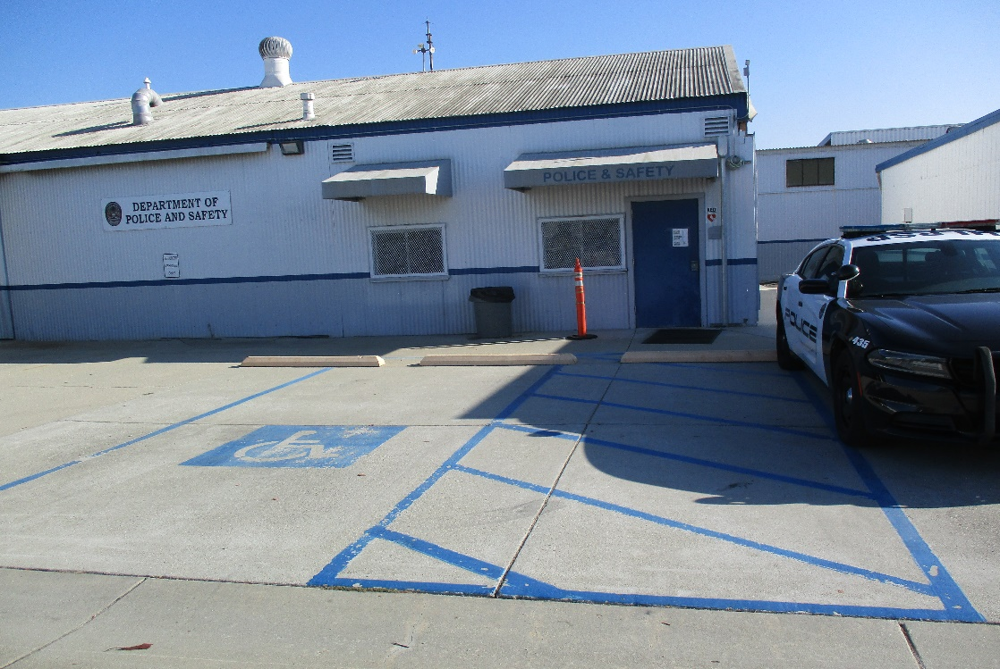 DEPARTMENT OF
POLICE AND SAFETY
POLICE & SAFETY
POLICE
435